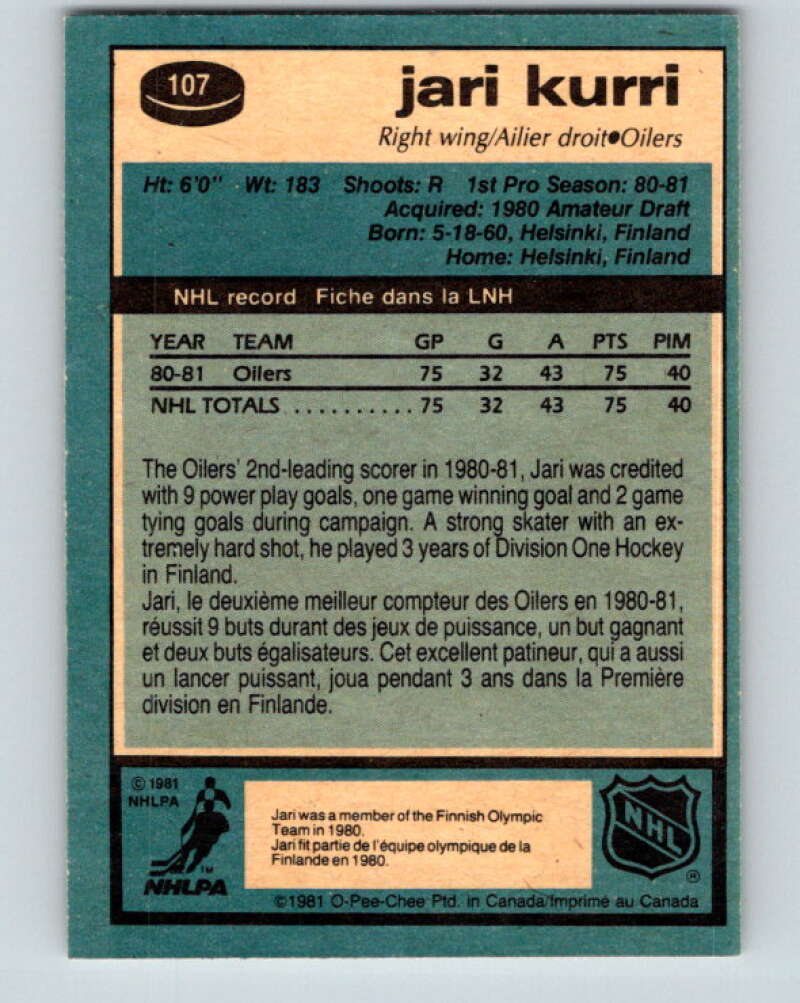 107
jari kurri
Right wing/Ailier droit●Oilers
Ht: 6'0" Wt: 183 Shoots: R 1st Pro Season: 80-81
Acquired: 1980 Amateur Draft
Born: 5-18-60, Helsinki, Finland
Home: Helsinki, Finland
NHL record Fiche dans la LNH
YEAR TEAM GP G A PTS PIM
80-81 Oilers 75 32 43 75 40
NHL TOTALS .......... 75 32 43 75 40
The Oilers' 2nd-leading scorer in 1980-81, Jari was credited
with 9 power play goals, one game winning goal and 2 game
tying goals during campaign. A strong skater with an ex-
tremely hard shot, he played 3 years of Division One Hockey
in Finland.
Jari, le deuxième meilleur compteur des Oilers en 1980-81,
réussit 9 buts durant des jeux de puissance, un but gagnant
et deux buts égalisateurs. Cet excellent patineur, qui a aussi
un lancer puissant, joua pendant 3 ans dans la Première
division en Finlande.
© 1981
NHLPA
TM
NHLPA
Jari was a member of the Finnish Olympic
Team in 1980.
Jari fit partie de l'équipe olympique de la
Finlande en 1980.
NHL
®
©1981 O-Pee-Chee Ptd. in Canada/Imprimé au Canada